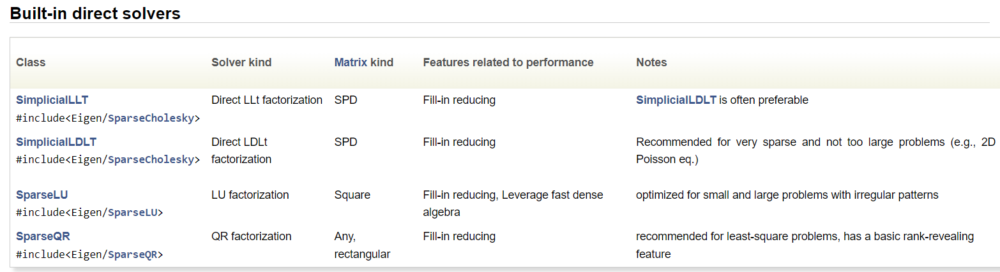 Built-in direct solvers
Class Solver kind Matrix kind Features related to performance Notes
SimplicialLLT Direct LLt factorization SPD Fill-in reducing SimplicialLDLT is often preferable
#include<Eigen/SparseCholesky>
SimplicialLDLT Direct LDLt SPD Fill-in reducing Recommended for very sparse and not too large problems (e.g., 2D
#include<Eigen/SparseCholesky> factorization Poisson eq.)
SparseLU LU factorization Square Fill-in reducing, Leverage fast dense optimized for small and large problems with irregular patterns
#include<Eigen/SparseLU> algebra
SparseQR QR factorization Any, Fill-in reducing recommended for least-square problems, has a basic rank-revealing
#include<Eigen/SparseQR> rectangular feature